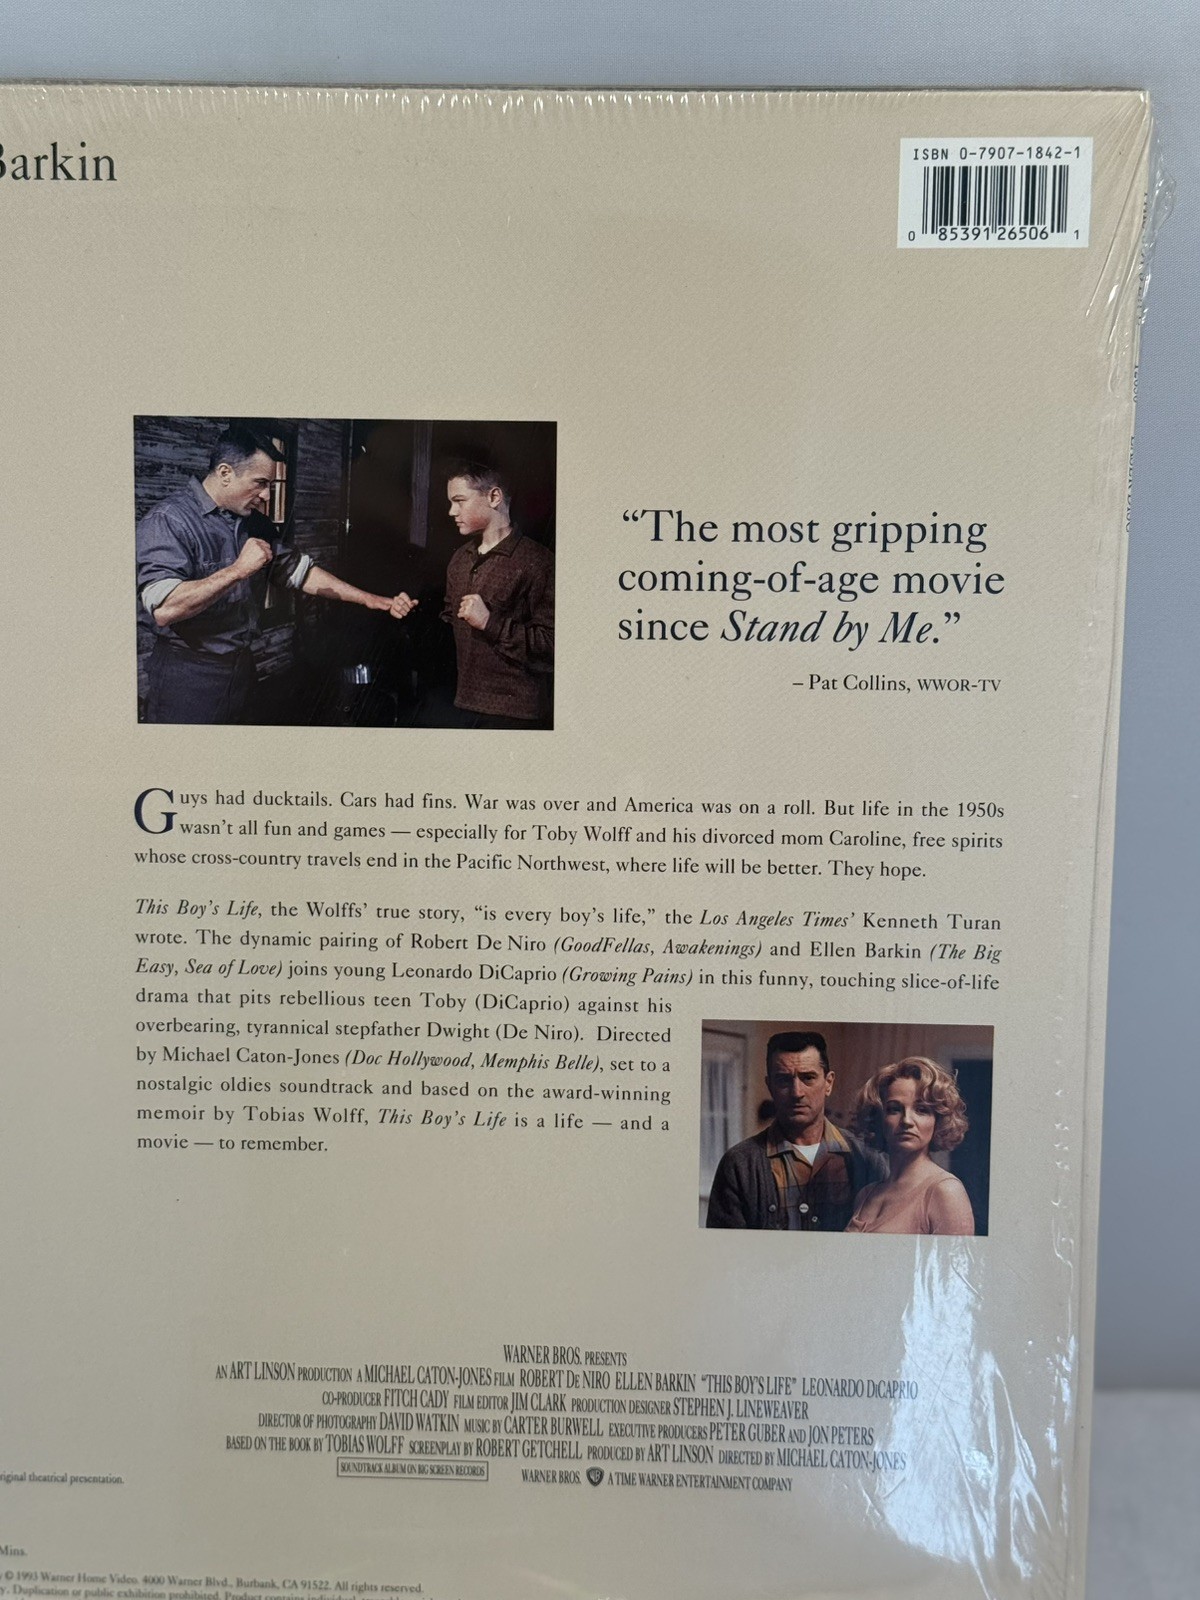 Barkin
ISBN 0-7907-1842-1
0 85391 26506 1
“The most gripping
coming-of-age movie
since Stand by Me.”
– Pat Collins, WWOR-TV
Guys had ducktails. Cars had fins. War was over and America was on a roll. But life in the 1950s
wasn’t all fun and games — especially for Toby Wolff and his divorced mom Caroline, free spirits
whose cross-country travels end in the Pacific Northwest, where life will be better. They hope.
This Boy’s Life, the Wolffs’ true story, “is every boy’s life,” the Los Angeles Times’ Kenneth Turan
wrote. The dynamic pairing of Robert De Niro (GoodFellas, Awakenings) and Ellen Barkin (The Big
Easy, Sea of Love) joins young Leonardo DiCaprio (Growing Pains) in this funny, touching slice-of-life
drama that pits rebellious teen Toby (DiCaprio) against his
overbearing, tyrannical stepfather Dwight (De Niro). Directed
by Michael Caton-Jones (Doc Hollywood, Memphis Belle), set to a
nostalgic oldies soundtrack and based on the award-winning
memoir by Tobias Wolff, This Boy’s Life is a life — and a
movie — to remember.
WARNER BROS. PRESENTS
AN ART LINSON PRODUCTION A MICHAEL CATON-JONES FILM ROBERT DE NIRO ELLEN BARKIN “THIS BOY’S LIFE” LEONARDO DiCAPRIO
CO-PRODUCER FITCH CADY FILM EDITOR JIM CLARK PRODUCTION DESIGNER STEPHEN J. LINEWEAVER
DIRECTOR OF PHOTOGRAPHY DAVID WATKIN MUSIC BY CARTER BURWELL EXECUTIVE PRODUCERS PETER GUBER AND JON PETERS
BASED ON THE BOOK BY TOBIAS WOLFF SCREENPLAY BY ROBERT GETCHELL PRODUCED BY ART LINSON DIRECTED BY MICHAEL CATON-JONES
SOUNDTRACK ALBUM ON BIG SCREEN RECORDS
WARNER BROS. WB A TIME WARNER ENTERTAINMENT COMPANY
riginal theatrical presentation.
Mins.
© 1993 Warner Home Video. 4000 Warner Blvd., Burbank, CA 91522. All rights reserved.
y. Duplication or public exhibition prohibited. Product contains